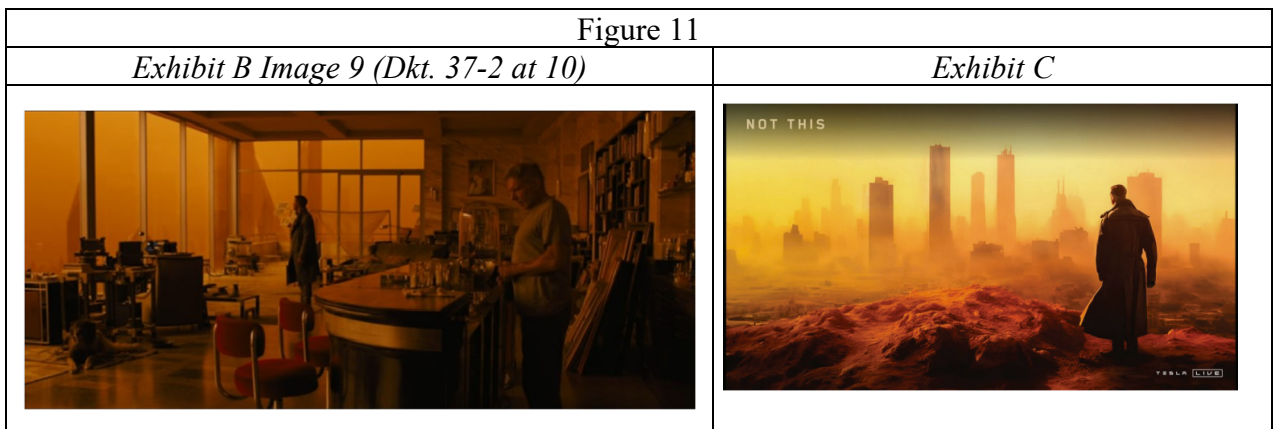 Figure 11
Exhibit B Image 9 (Dkt. 37-2 at 10)
Exhibit C
NOT THIS
TESLA LIVE